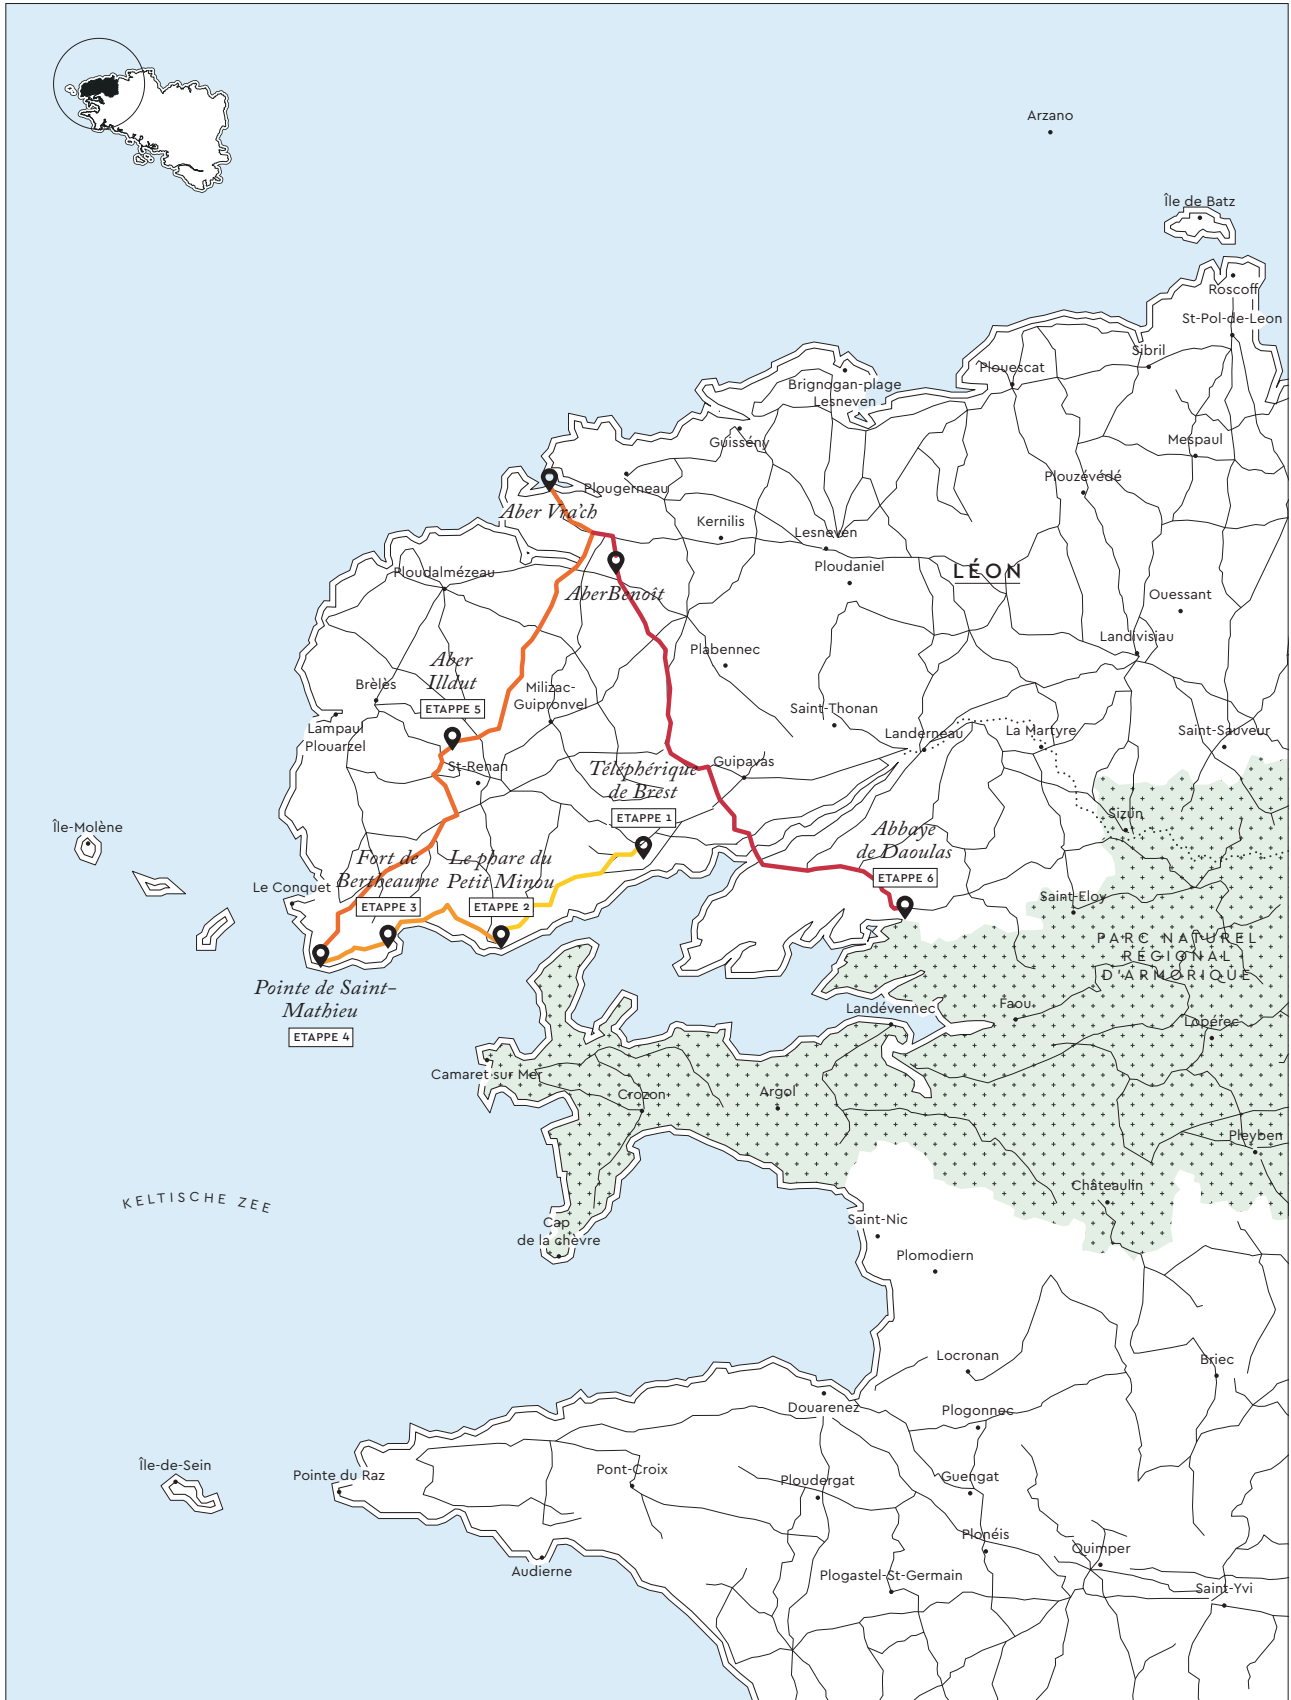 Arzano
Île de Batz
Roscoff
St-Pol-de-Leon
Sibril
Plouescat
Brignogan-plage
Lesneven
Guissény
Mespaul
Plouzévédé
Plougerneau
Aber Vra'ch
Kernilis
Lesneven
Ploudaniel
LÉON
Ploudalmézeau
AberBenoît
Ouessant
Landivisiau
Plabennec
Aber
Illdut
ETAPPE 5
Brèlès
Milizac-
Guipronvel
Lampaul
Plouarzel
Saint-Thonan
Landerneau
La Martyre
Saint-Sauveur
St-Renan
Téléphérique
de Brest
ETAPPE 1
Guipavas
Île-Molène
Sizun
Abbaye
de Daoulas
ETAPPE 6
Fort de
Bertheaume
ETAPPE 3
Le phare du
Petit Minou
ETAPPE 2
Le Conquet
Saint-Eloy
PARC NATUREL
RÉGIONAL
D'ARMORIQUE
Pointe de Saint-
Mathieu
ETAPPE 4
Landévennec
Faou
Lopérec
Camaret sur Mer
Crozon
Argol
Pleyben
Châteaulin
KELTISCHE ZEE
Cap
de la chèvre
Saint-Nic
Plomodiern
Locronan
Briec
Douarenez
Plogonnec
Île-de-Sein
Pointe du Raz
Pont-Croix
Ploudergat
Guengat
Plonéis
Quimper
Audierne
Plogastel-St-Germain
Saint-Yvi